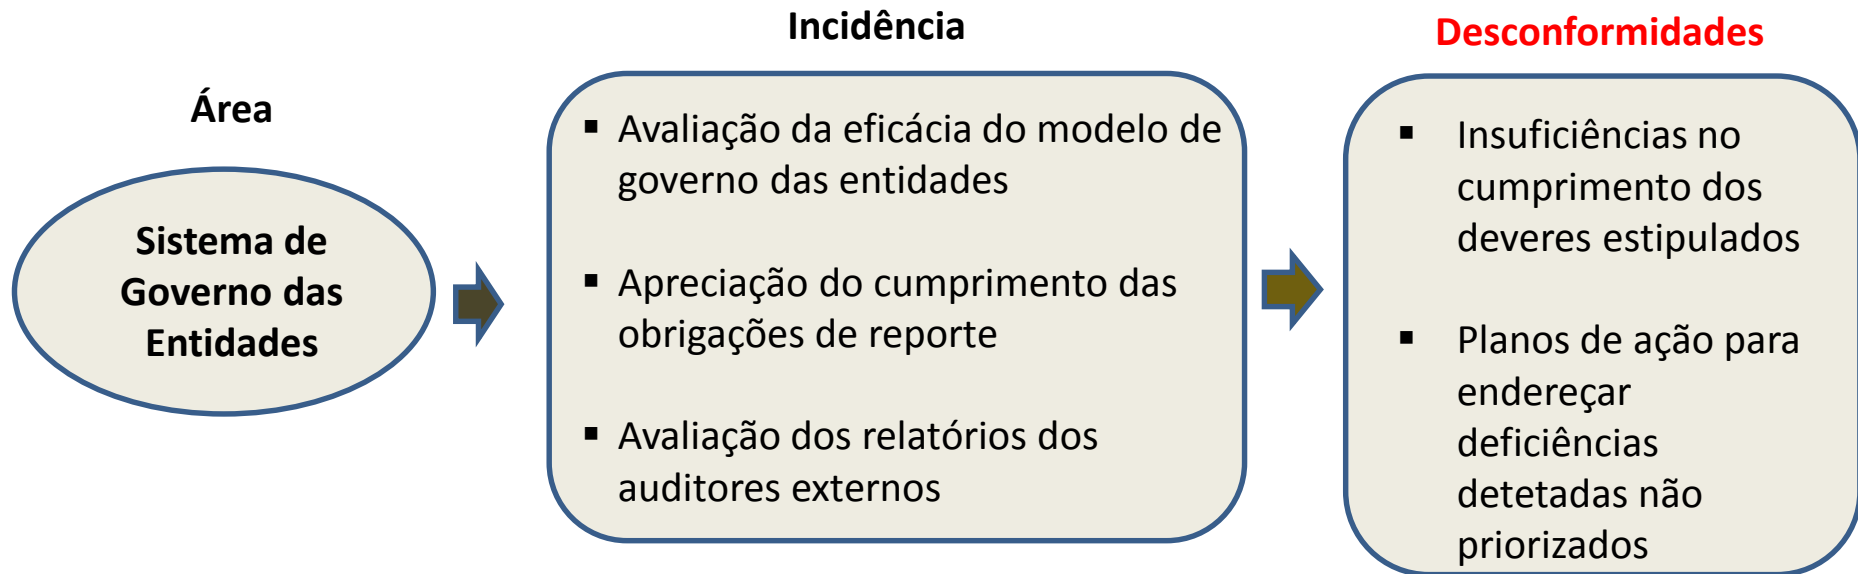 Área
Sistema de
Governo das
Entidades
Incidência
▪ Avaliação da eficácia do modelo de
governo das entidades
▪ Apreciação do cumprimento das
obrigações de reporte
▪ Avaliação dos relatórios dos
auditores externos
Desconformidades
▪ Insuficiências no
cumprimento dos
deveres estipulados
▪ Planos de ação para
endereçar
deficiências
detetadas não
priorizados